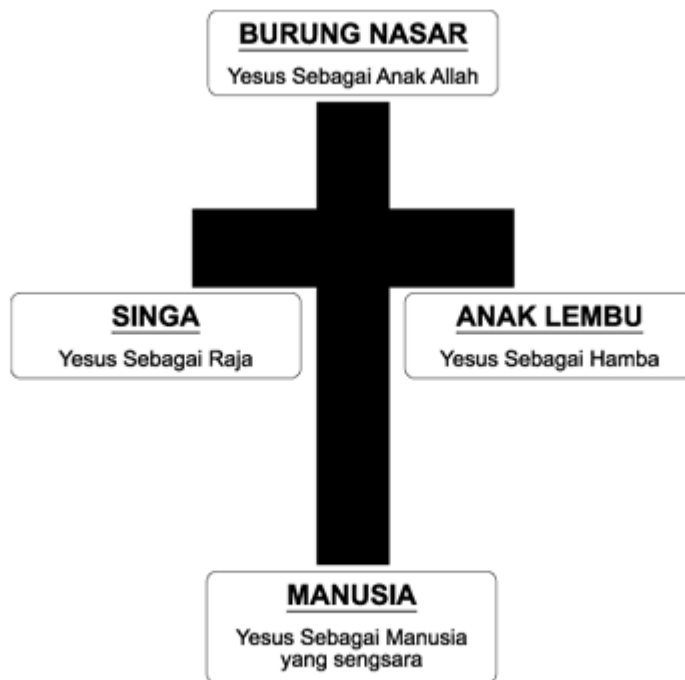 BURUNG NASAR
Yesus Sebagai Anak Allah
SINGA
Yesus Sebagai Raja
ANAK LEMBU
Yesus Sebagai Hamba
MANUSIA
Yesus Sebagai Manusia
yang sengsara